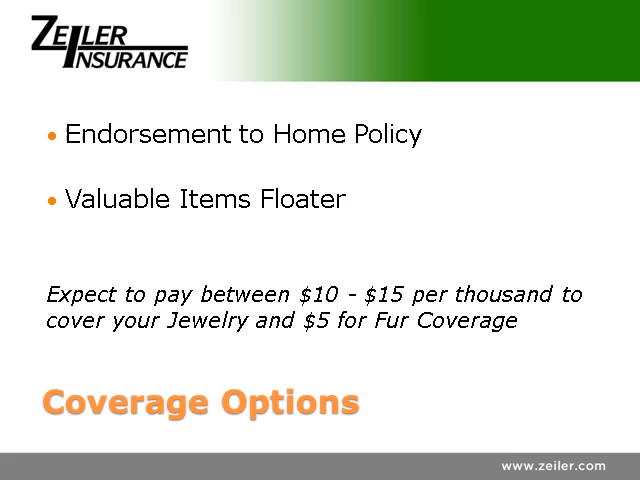 ZEILER
INSURANCE
• Endorsement to Home Policy
• Valuable Items Floater
Expect to pay between $10 - $15 per thousand to
cover your Jewelry and $5 for Fur Coverage
Coverage Options
www.zeiler.com